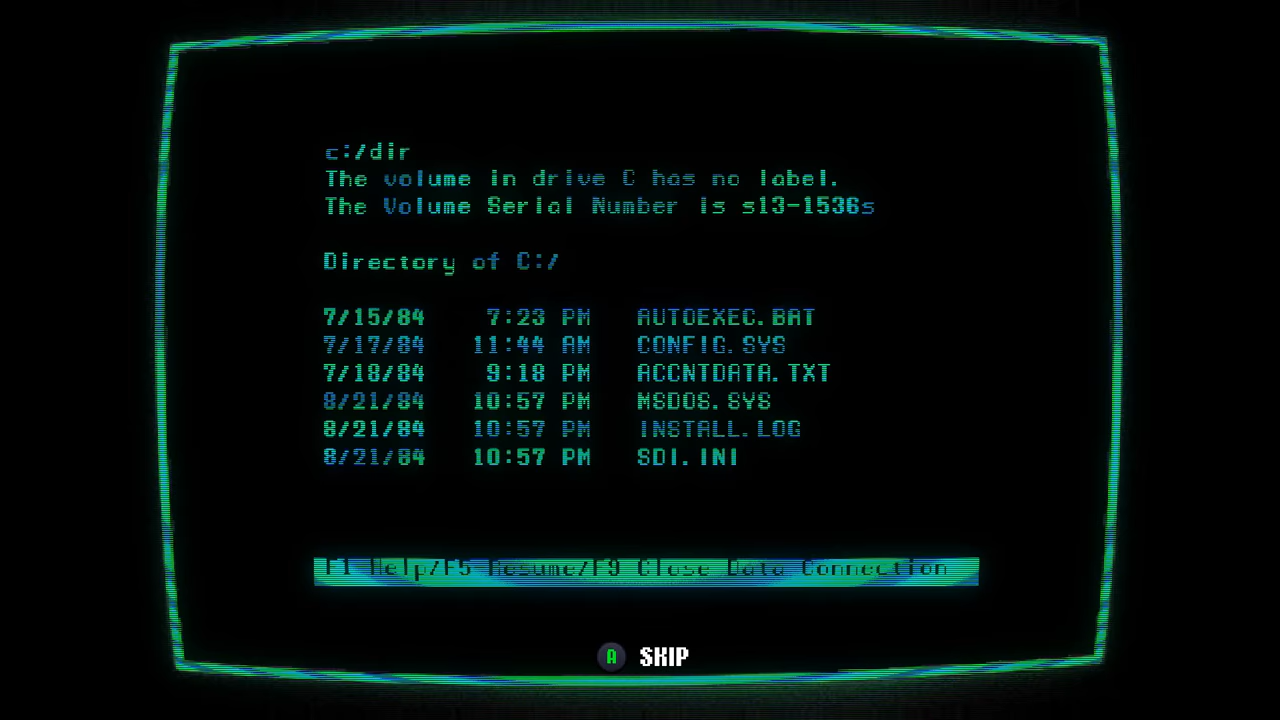 c:/dir
The volume in drive C has no label.
The Volume Serial Number is s13-1536s
Directory of C:/
7/15/84 7:23 PM AUTOEXEC.BAT
7/17/84 11:44 AM CONFIG.SYS
7/18/84 9:18 PM ACCNTDATA.TXT
8/21/84 10:57 PM MSDOS.SYS
8/21/84 10:57 PM INSTALL.LOG
8/21/84 10:57 PM SDI.INI
F1 Help/F5 Resume/F9 Close Data Connection
A SKIP